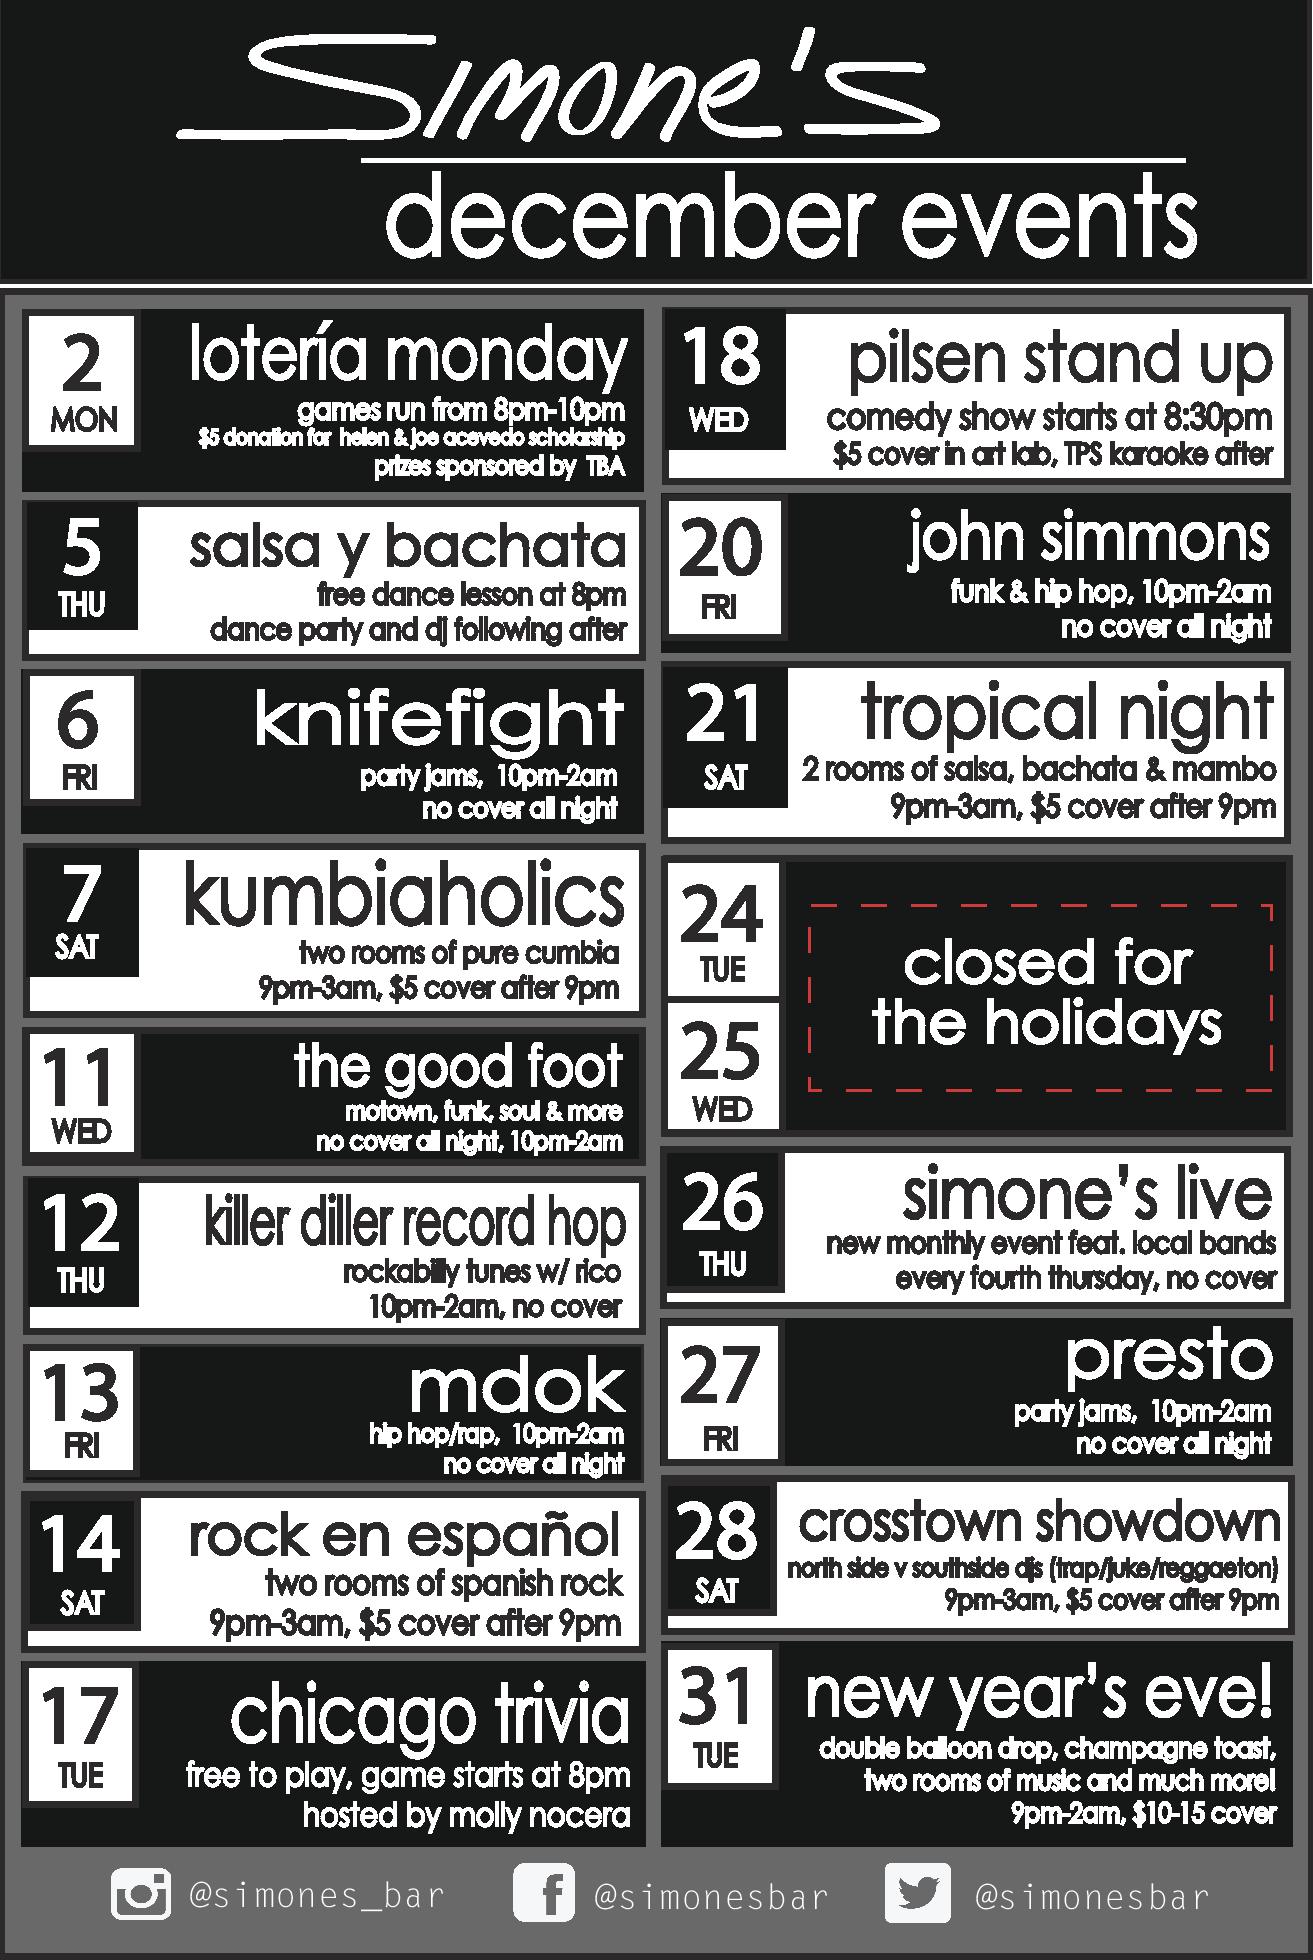 Simone's
december events
2
MON
lotería monday
games run from 8pm-10pm
$5 donation for helen & joe acevedo scholarship
prizes sponsored by TBA
5
THU
salsa y bachata
free dance lesson at 8pm
dance party and dj following after
6
FRI
knifefight
party jams, 10pm-2am
no cover all night
7
SAT
kumbiaholics
two rooms of pure cumbia
9pm-3am, $5 cover after 9pm
11
WED
the good foot
motown, funk, soul & more
no cover all night, 10pm-2am
12
THU
killer diller record hop
rockabilly tunes w/ rico
10pm-2am, no cover
13
FRI
mdok
hip hop/rap, 10pm-2am
no cover all night
14
SAT
rock en español
two rooms of spanish rock
9pm-3am, $5 cover after 9pm
17
TUE
chicago trivia
free to play, game starts at 8pm
hosted by molly nocera
18
WED
pilsen stand up
comedy show starts at 8:30pm
$5 cover in art lab, TPS karaoke after
20
FRI
john simmons
funk & hip hop, 10pm-2am
no cover all night
21
SAT
tropical night
2 rooms of salsa, bachata & mambo
9pm-3am, $5 cover after 9pm
24
TUE
25
WED
closed for
the holidays
26
THU
simone's live
new monthly event feat. local bands
every fourth thursday, no cover
27
FRI
presto
party jams, 10pm-2am
no cover all night
28
SAT
crosstown showdown
north side v southside djs (trap/juke/reggaeton)
9pm-3am, $5 cover after 9pm
31
TUE
new year's eve!
double balloon drop, champagne toast,
two rooms of music and much more!
9pm-2am, $10-15 cover
@simones_bar
@simonesbar
@simonesbar